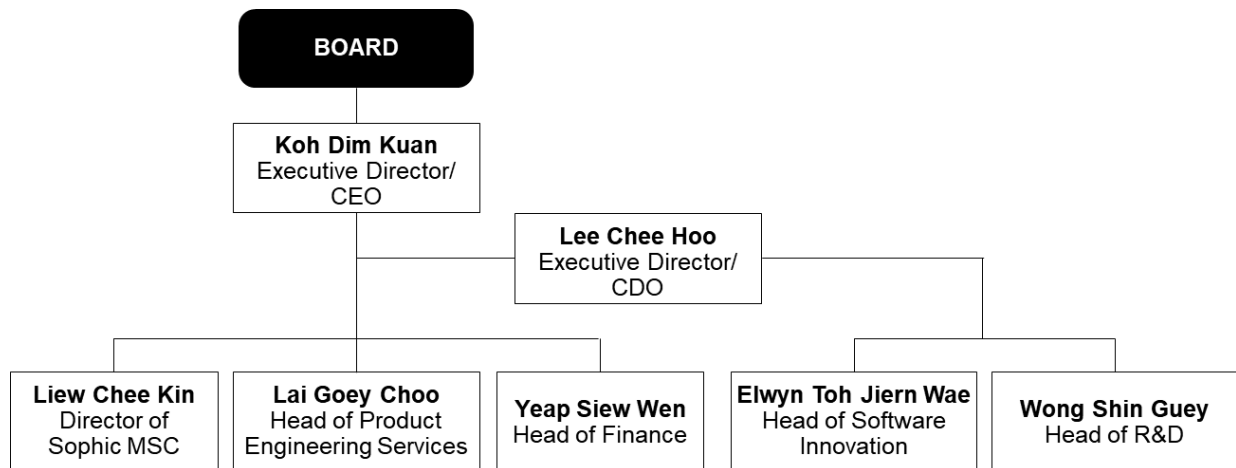 BOARD
Koh Dim Kuan
Executive Director/
CEO
Lee Chee Hoo
Executive Director/
CDO
Liew Chee Kin
Director of
Sophic MSC
Lai Goey Choo
Head of Product
Engineering Services
Yeap Siew Wen
Head of Finance
Elwyn Toh Jiern Wae
Head of Software
Innovation
Wong Shin Guey
Head of R&D